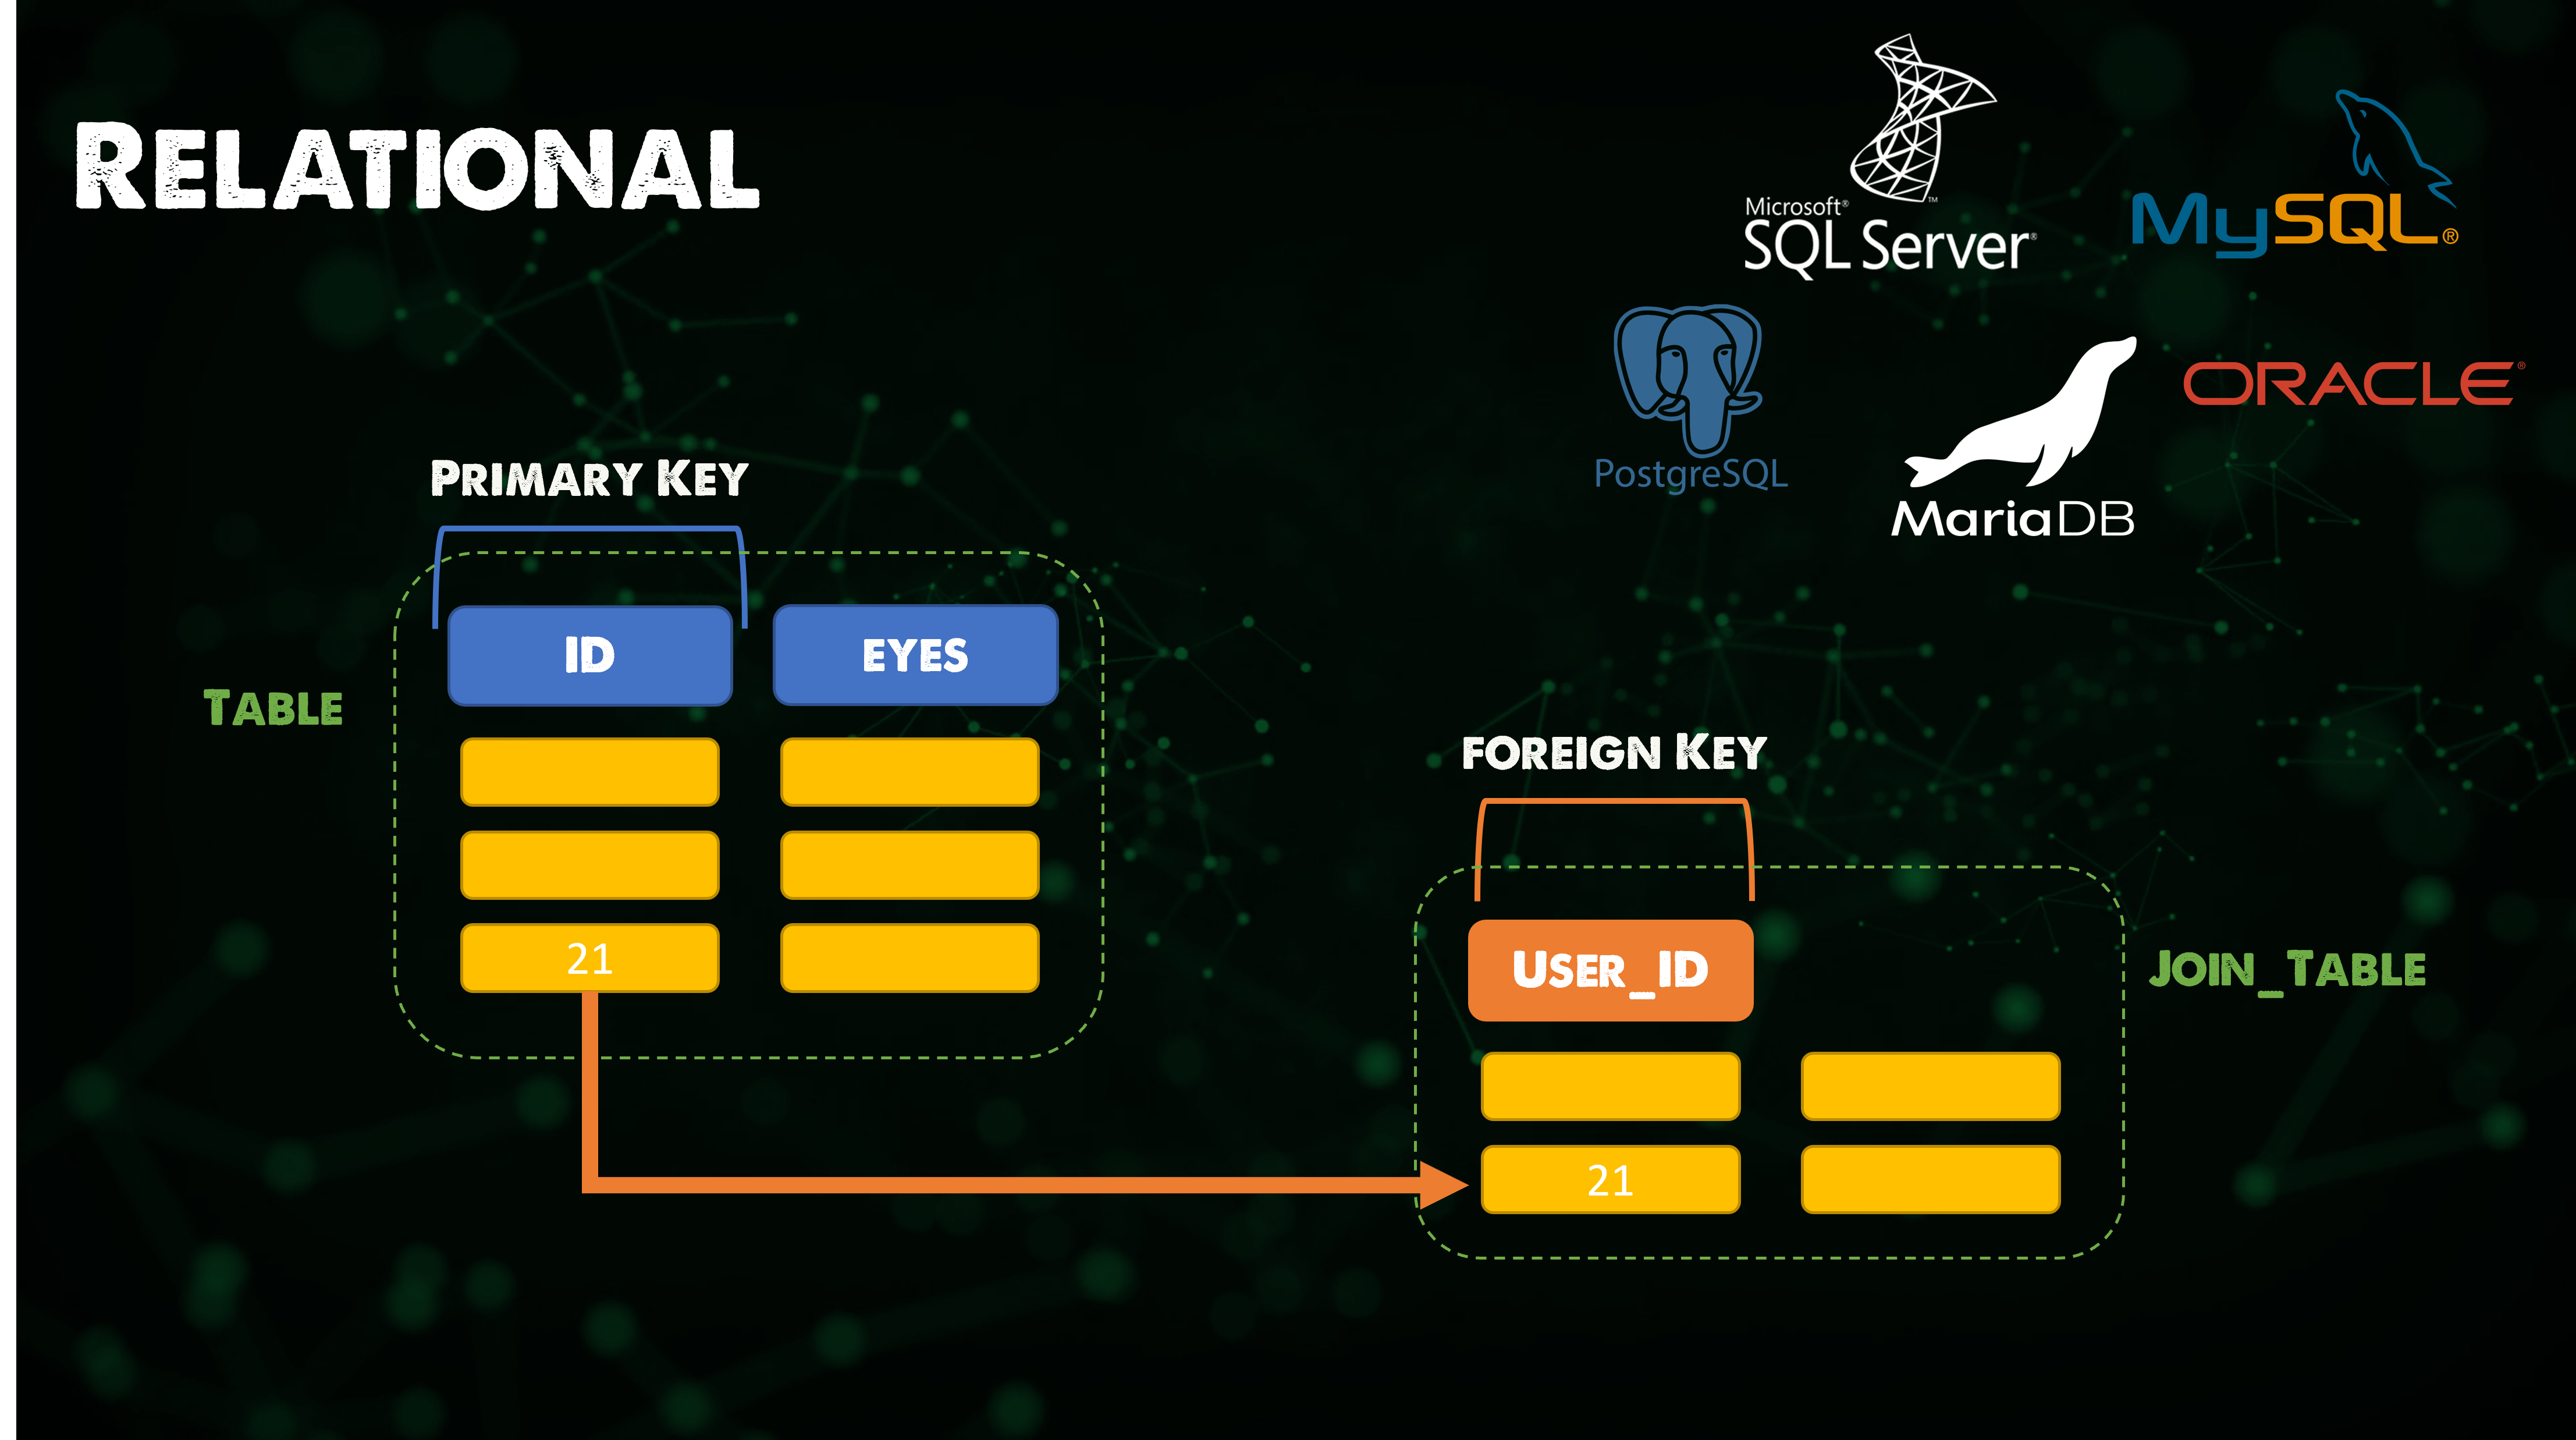 RELATIONAL
Microsoft®
SQL Server®
™
MySQL®
PostgreSQL
MariaDB
ORACLE®
PRIMARY KEY
ID
EYES
TABLE
21
FOREIGN KEY
USER_ID
JOIN_TABLE
21